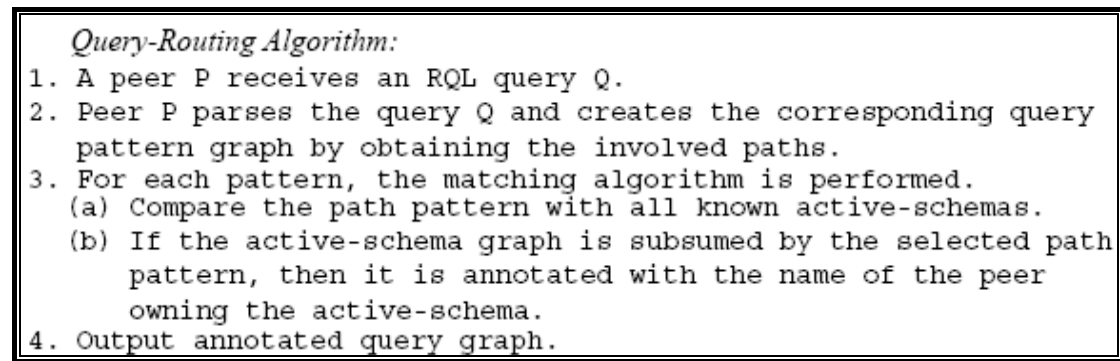 Query-Routing Algorithm:
1. A peer P receives an RQL query Q.
2. Peer P parses the query Q and creates the corresponding query
pattern graph by obtaining the involved paths.
3. For each pattern, the matching algorithm is performed.
(a) Compare the path pattern with all known active-schemas.
(b) If the active-schema graph is subsumed by the selected path
pattern, then it is annotated with the name of the peer
owning the active-schema.
4. Output annotated query graph.